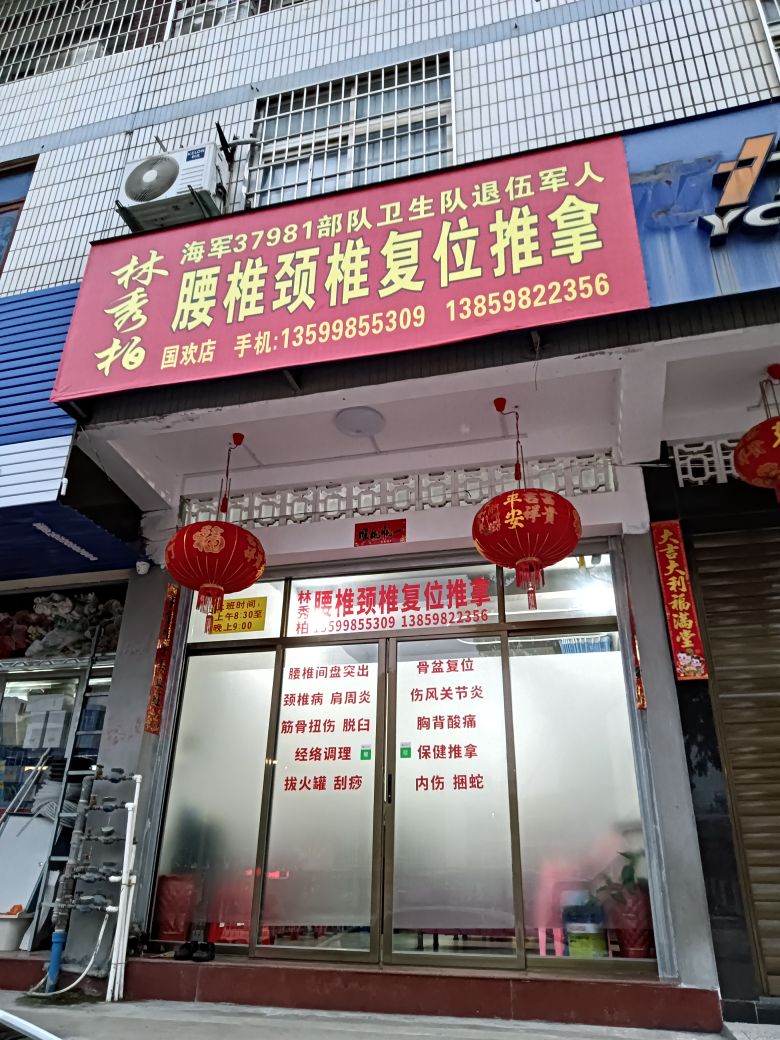 海军37981部队卫生队退伍军人
林秀柏
腰椎颈椎复位推拿
国欢店 手机:13599855309 13859822356
YC
福
平安
吉祥
大吉大利福满堂
上班时间:
上午8:30至
晚上9:00
林秀柏
腰椎颈椎复位推拿
13599855309 13859822356
腰椎间盘突出
颈椎病 肩周炎
筋骨扭伤 脱臼
经络调理
拔火罐 刮痧
骨盆复位
伤风关节炎
胸背酸痛
保健推拿
内伤 捆蛇